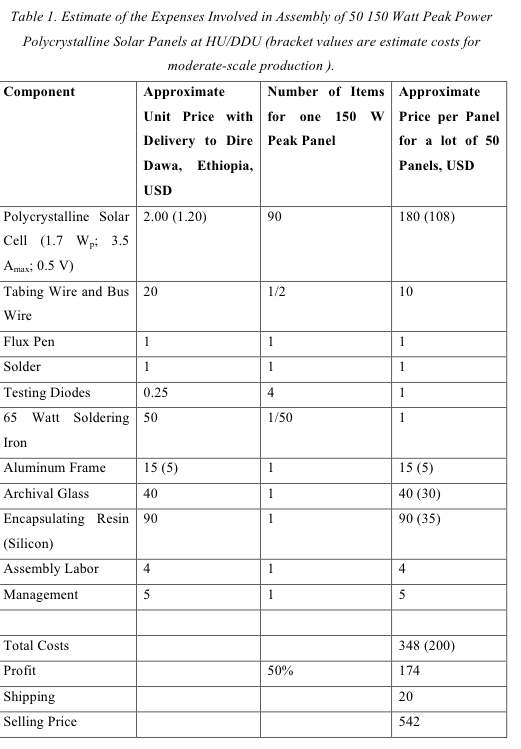 Table 1. Estimate of the Expenses Involved in Assembly of 50 150 Watt Peak Power
Polycrystalline Solar Panels at HU/DDU (bracket values are estimate costs for
moderate-scale production ).
Component
Approximate
Unit Price with
Delivery to Dire
Dawa, Ethiopia,
USD
Number of Items
for one 150 W
Peak Panel
Approximate
Price per Panel
for a lot of 50
Panels, USD
Polycrystalline Solar
Cell (1.7 Wp; 3.5
Amax; 0.5 V)
2.00 (1.20)
90
180 (108)
Tabing Wire and Bus
Wire
20
1/2
10
Flux Pen
1
1
1
Solder
1
1
1
Testing Diodes
0.25
4
1
65 Watt Soldering
Iron
50
1/50
1
Aluminum Frame
15 (5)
1
15 (5)
Archival Glass
40
1
40 (30)
Encapsulating Resin
(Silicon)
90
1
90 (35)
Assembly Labor
4
1
4
Management
5
1
5
Total Costs
348 (200)
Profit
50%
174
Shipping
20
Selling Price
542